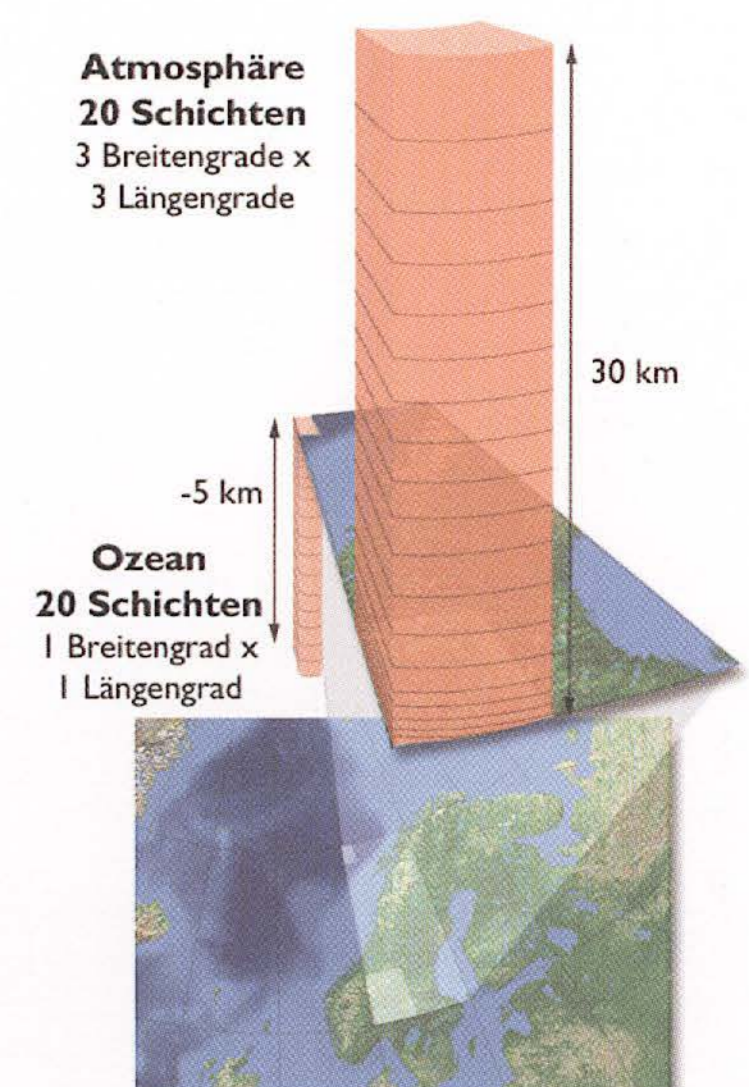 Atmosphäre
20 Schichten
3 Breitengrade x
3 Längengrade
30 km
-5 km
Ozean
20 Schichten
1 Breitengrad x
1 Längengrad